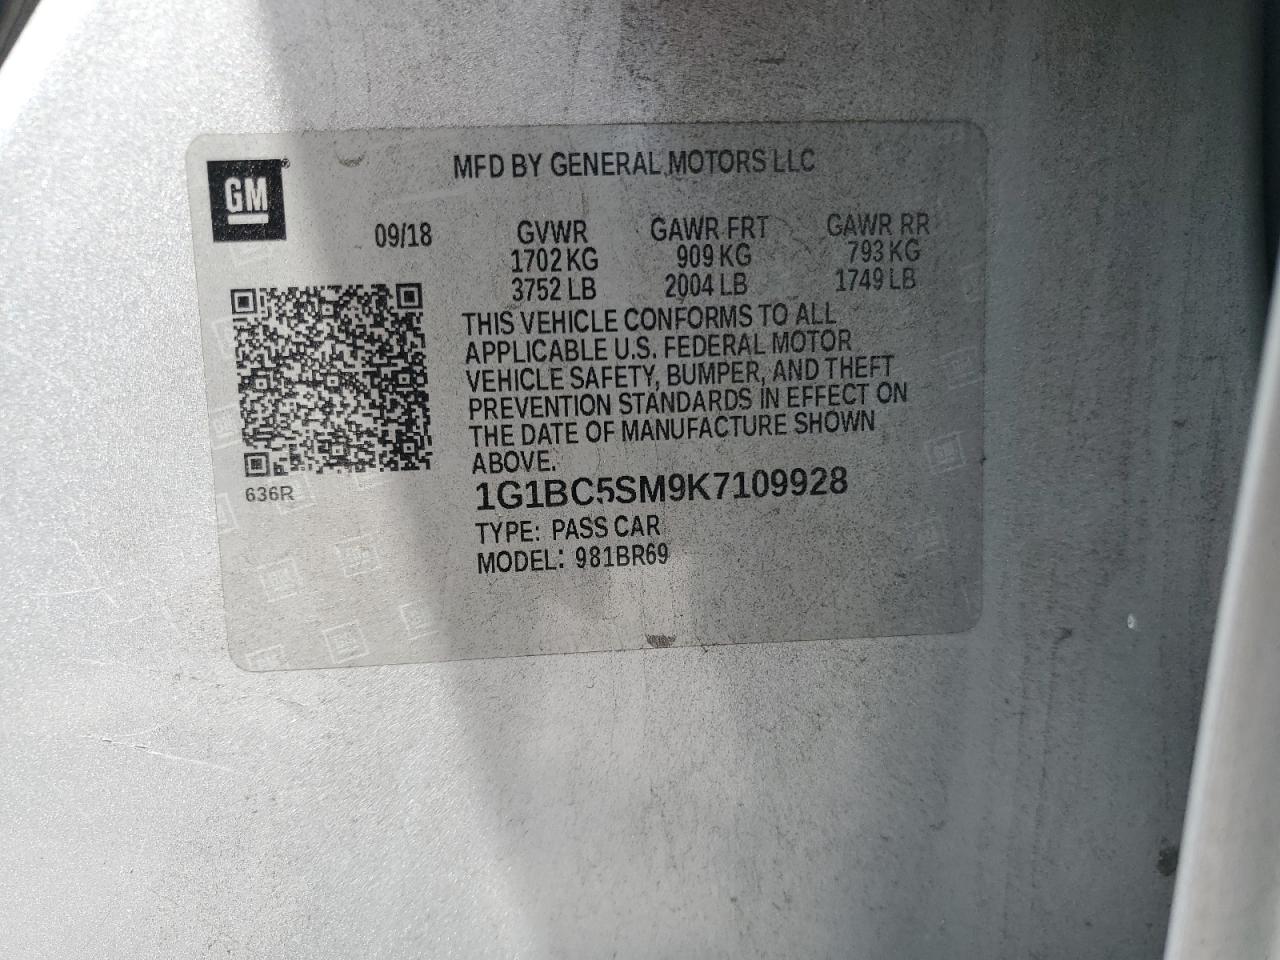 GM®
MFD BY GENERAL MOTORS LLC
09/18
GVWR GAWR FRT GAWR RR
1702 KG 909 KG 793 KG
3752 LB 2004 LB 1749 LB
THIS VEHICLE CONFORMS TO ALL
APPLICABLE U.S. FEDERAL MOTOR
VEHICLE SAFETY, BUMPER, AND THEFT
PREVENTION STANDARDS IN EFFECT ON
THE DATE OF MANUFACTURE SHOWN
ABOVE.
636R
1G1BC5SM9K7109928
TYPE: PASS CAR
MODEL: 981BR69